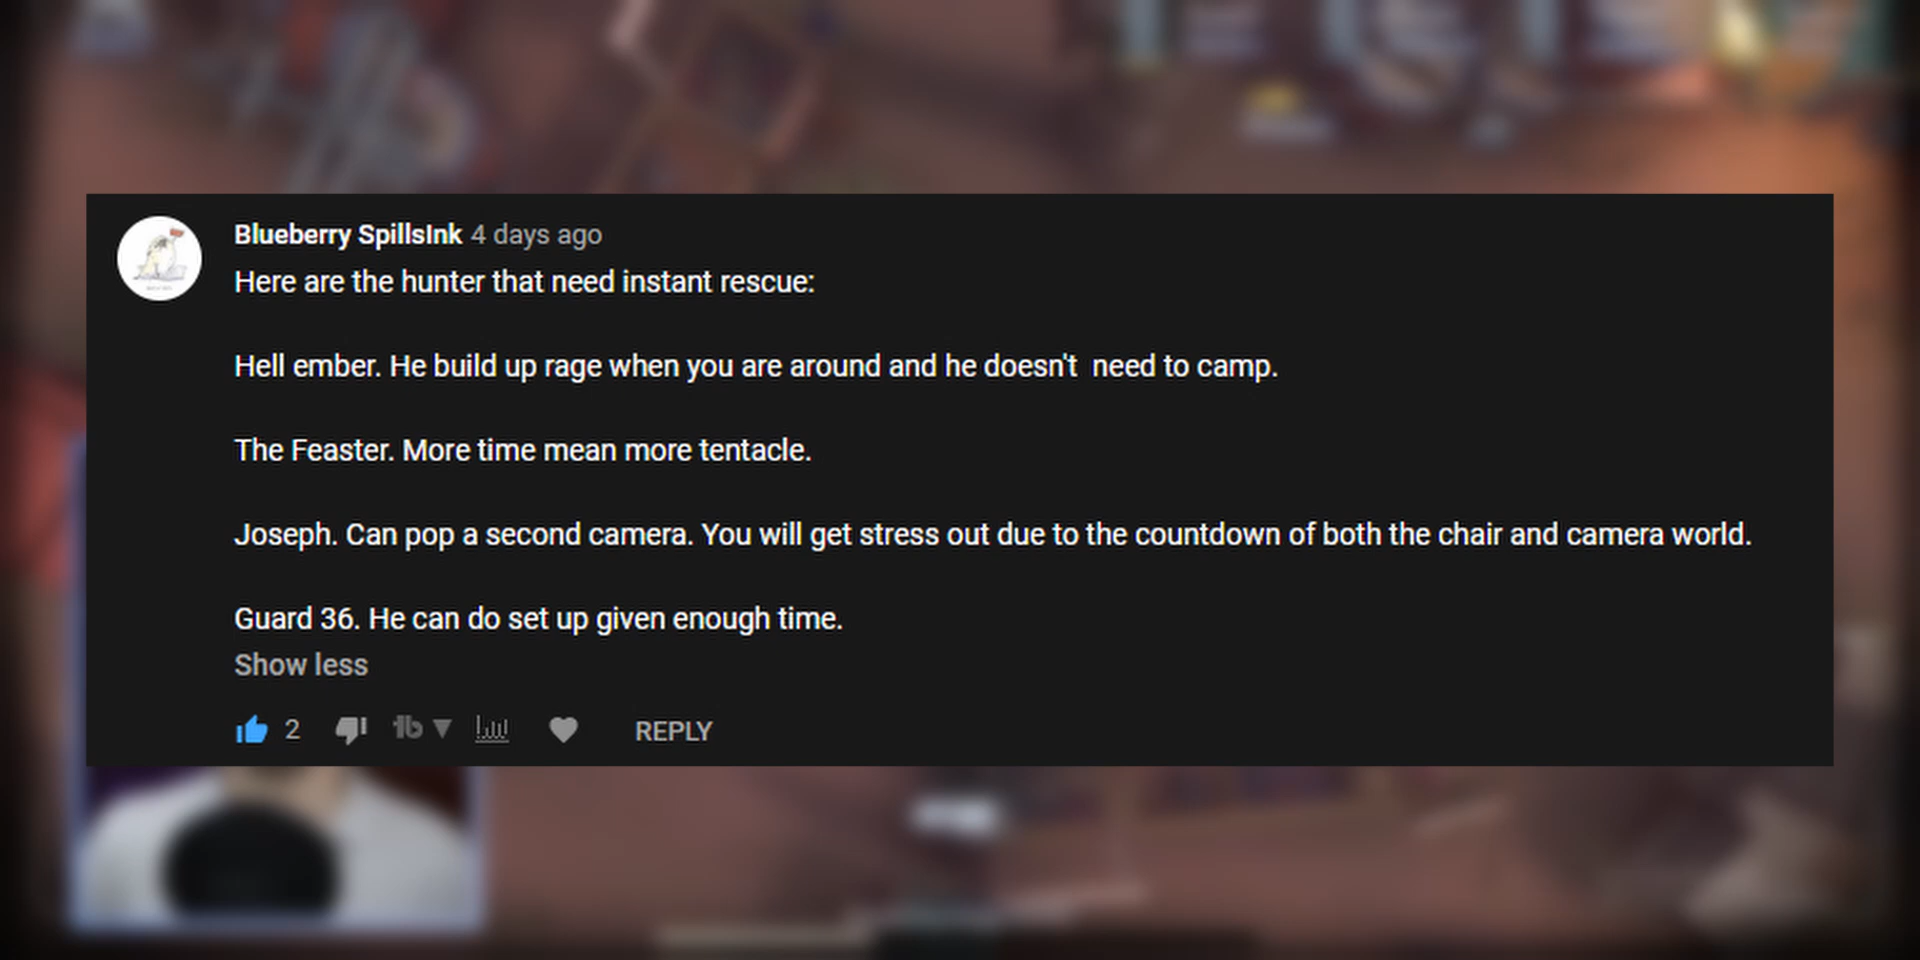 Blueberry SpillsInk 4 days ago
Here are the hunter that need instant rescue:
Hell ember. He build up rage when you are around and he doesn't  need to camp.
The Feaster. More time mean more tentacle.
Joseph. Can pop a second camera. You will get stress out due to the countdown of both the chair and camera world.
Guard 36. He can do set up given enough time.
Show less
2 REPLY